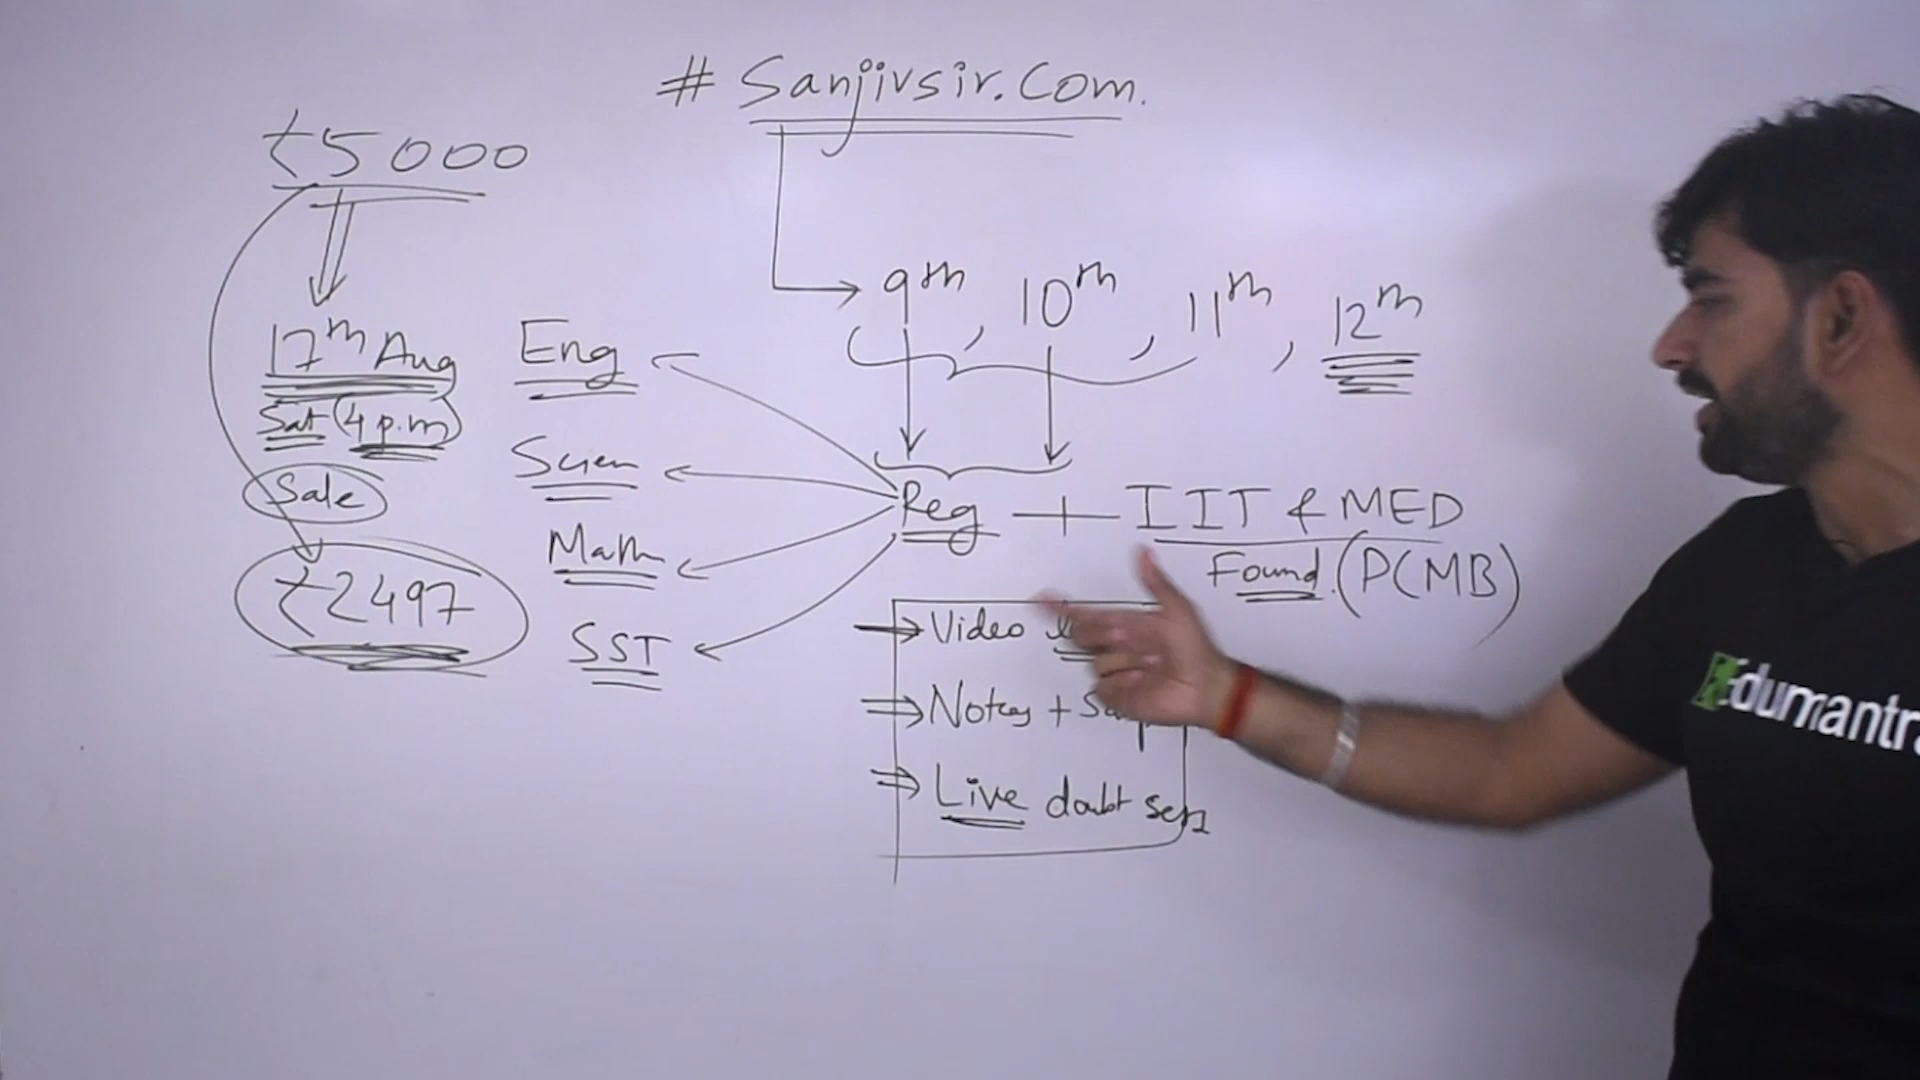 # Sanjivsir.Com.
₹5000
17th Aug
Sat (4 p.m)
Sale
₹2497
9th, 10th, 11th, 12th
Eng
Scien
Math
SST
Reg + IIT & MED
Found. (PCMB)
Video
Notes +
Live doubt sess
Edumantra